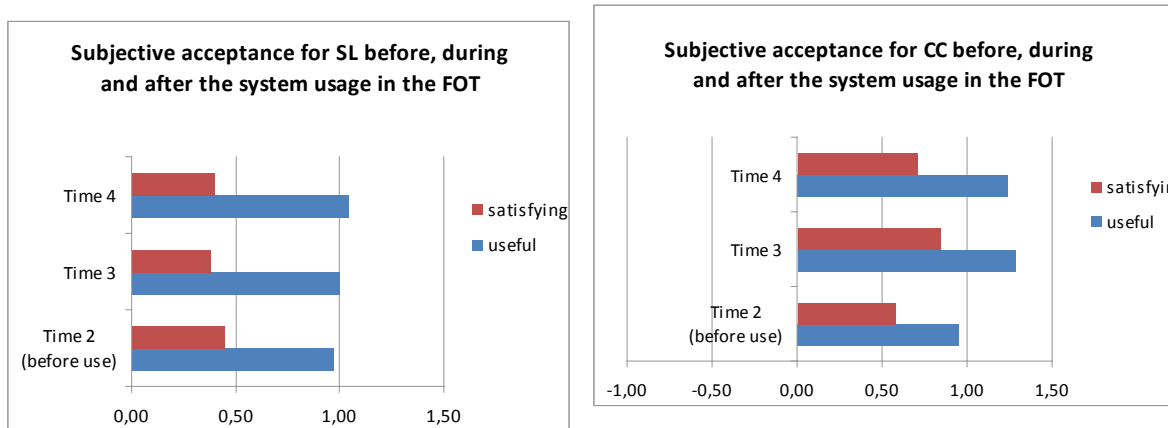 Subjective acceptance for SL before, during
and after the system usage in the FOT
Time 4
Time 3
Time 2
(before use)
satisfying
useful
0,00 0,50 1,00 1,50
Subjective acceptance for CC before, during
and after the system usage in the FOT
Time 4
Time 3
Time 2
(before use)
satisfyin
useful
-1,00 -0,50 0,00 0,50 1,00 1,50